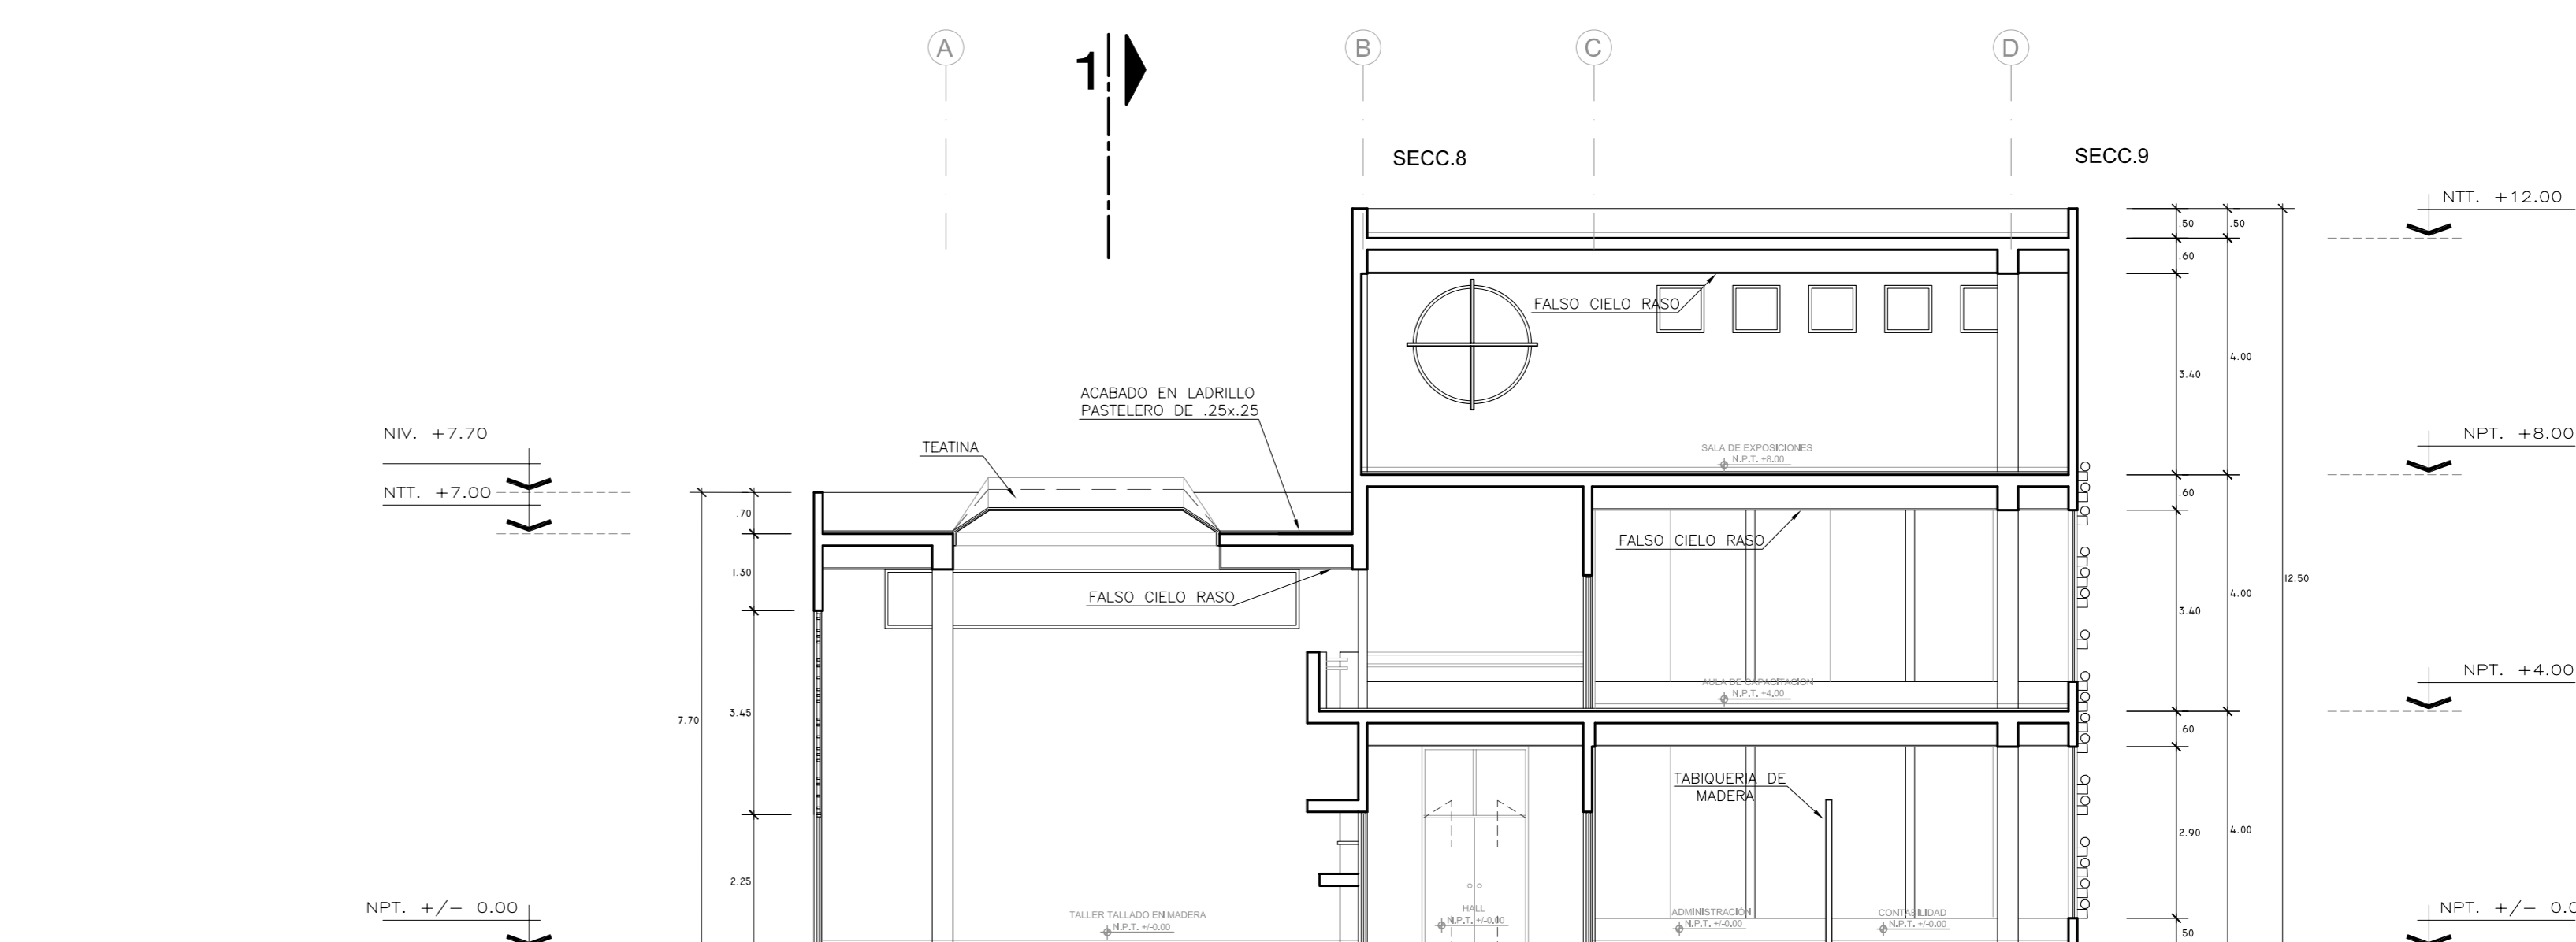 A
B
C
D
1
SECC.8
SECC.9
NTT. +12.00
.50
.50
.60
FALSO CIELO RASO
4.00
3.40
ACABADO EN LADRILLO
PASTELERO DE .25x.25
NIV. +7.70
NPT. +8.00
TEATINA
SALA DE EXPOSICIONES
N.P.T. +8.00
NTT. +7.00
.60
.70
FALSO CIELO RASO
1.30
12.50
FALSO CIELO RASO
4.00
3.40
NPT. +4.00
AULA DE CAPACITACION
N.P.T. +4.00
3.45
7.70
.60
TABIQUERIA DE
MADERA
2.90
4.00
2.25
NPT. +/- 0.00
TALLER TALLADO EN MADERA
N.P.T. +/-0.00
HALL
N.P.T. +/-0.00
ADMINISTRACIÓN
N.P.T. +/-0.00
CONTABILIDAD
N.P.T. +/-0.00
NPT. +/- 0.0
.50